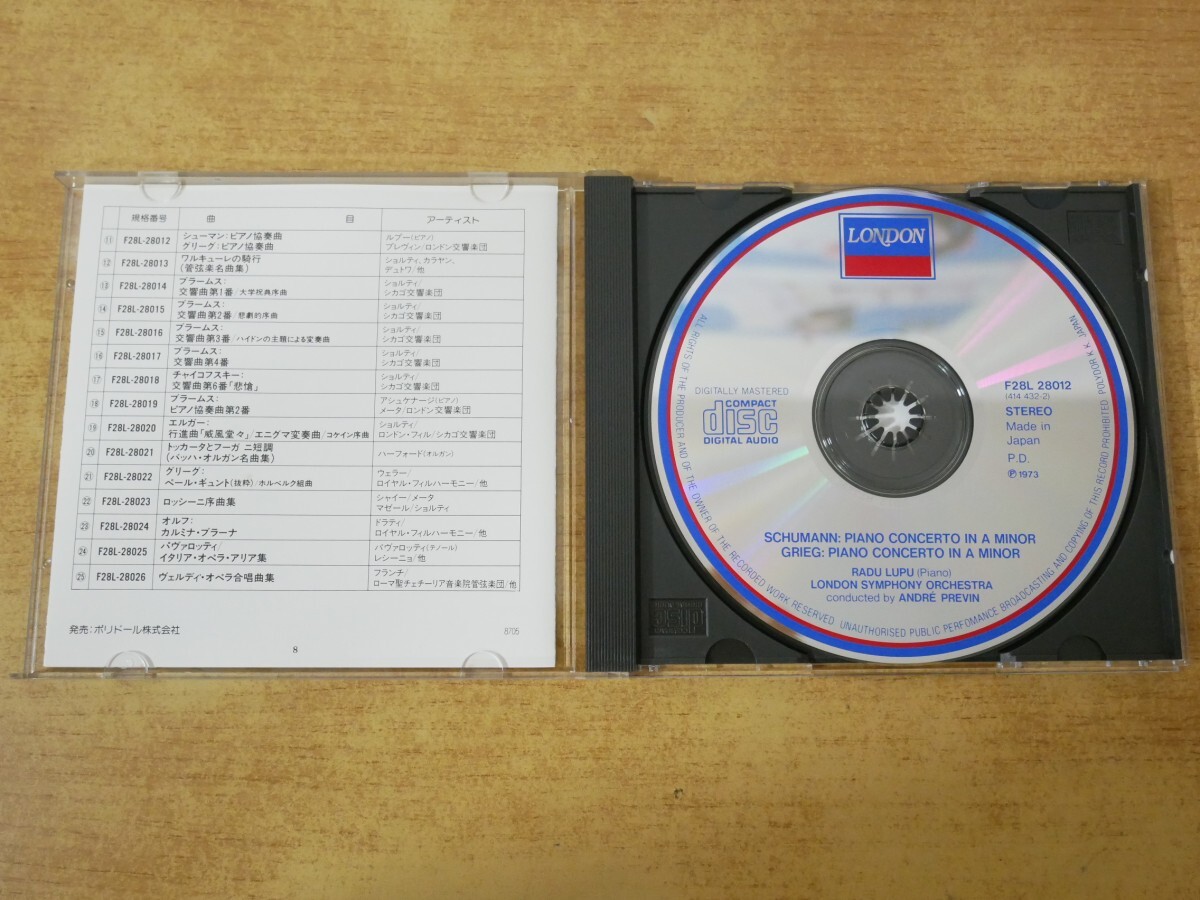 規格番号 曲 目 アーティスト
⑪ F28L-28012 シューマン:ピアノ協奏曲 ルプー(ピアノ)
グリーグ:ピアノ協奏曲 プレヴィン/ロンドン交響楽団
⑫ F28L-28013 ワルキューレの騎行 ショルティ、カラヤン、
(管弦楽名曲集) デュトワ/他
⑬ F28L-28014 ブラームス: ショルティ/
交響曲第1番/大学祝典序曲 シカゴ交響楽団
⑭ F28L-28015 ブラームス: ショルティ/
交響曲第2番/悲劇的序曲 シカゴ交響楽団
⑮ F28L-28016 ブラームス: ショルティ/
交響曲第3番/ハイドンの主題による変奏曲 シカゴ交響楽団
⑯ F28L-28017 ブラームス: ショルティ/
交響曲第4番 シカゴ交響楽団
⑰ F28L-28018 チャイコフスキー: ショルティ/
交響曲第6番「悲愴」 シカゴ交響楽団
⑱ F28L-28019 ブラームス: アシュケナージ(ピアノ)
ピアノ協奏曲第2番 メータ/ロンドン交響楽団
⑲ F28L-28020 エルガー: ショルティ/
行進曲「威風堂々」/エニグマ変奏曲/コケイン序曲 ロンドン・フィル/シカゴ交響楽団
⑳ F28L-28021 トッカータとフーガ ニ短調 ハーフォード(オルガン)
(バッハ・オルガン名曲集)
㉑ F28L-28022 グリーグ: ウェラー/
ペール・ギュント(抜粋)/ホルベルク組曲 ロイヤル・フィルハーモニー/他
㉒ F28L-28023 ロッシーニ序曲集 シャイー/メータ
マゼール/ショルティ
㉓ F28L-28024 オルフ: ドラティ/
カルミナ・ブラーナ ロイヤル・フィルハーモニー/他
㉔ F28L-28025 パヴァロッティ/ パヴァロッティ(テノール)
イタリア・オペラ・アリア集 レシーニョ/他
㉕ F28L-28026 ヴェルディ・オペラ合唱曲集 フランチ/
ローマ聖チェチーリア音楽院管弦楽団/他
発売:ポリドール株式会社 8705
8
LONDON
DIGITALLY MASTERED
COMPACT
disc
DIGITAL AUDIO
F28L 28012
(414 432-2)
STEREO
Made in
Japan
P.D.
℗ 1973
SCHUMANN: PIANO CONCERTO IN A MINOR
GRIEG: PIANO CONCERTO IN A MINOR
RADU LUPU (Piano)
LONDON SYMPHONY ORCHESTRA
conducted by ANDRÉ PREVIN
ALL RIGHTS OF THE PRODUCER AND OF THE OWNER OF THE RECORDED WORK RESERVED. UNAUTHORISED PUBLIC PERFOMANCE BROADCASTING AND COPYING OF THIS RECORD PROHIBITED. POLYDOR K.K. JAPAN